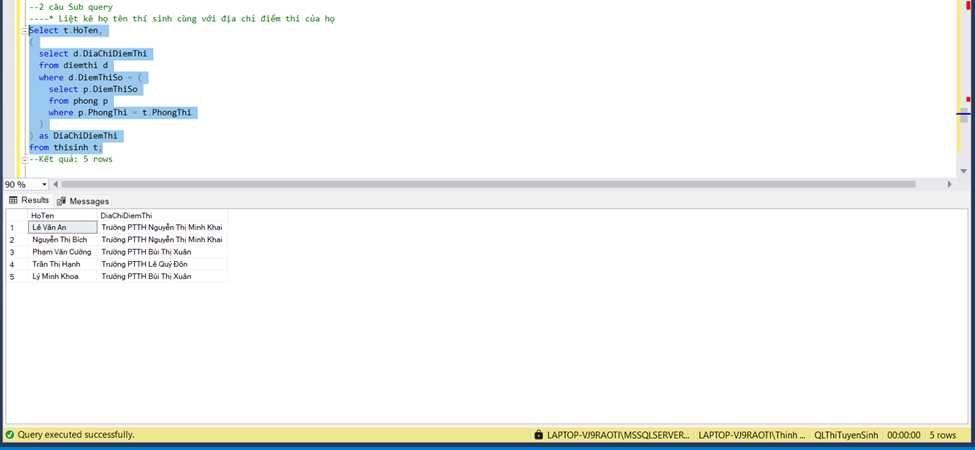 --2 câu Sub query
----* Liệt kê họ tên thí sinh cùng với địa chỉ điểm thi của họ
Select t.HoTen,
(
select d.DiaChiDiemThi
from diemthi d
where d.DiemThiSo = (
select p.DiemThiSo
from phong p
where p.PhongThi = t.PhongThi
)
) as DiaChiDiemThi
from thisinh t;
--Kết quả: 5 rows
90 %
Results Messages
HoTen DiaChiDiemThi
1 Lê Văn An Trường PTTH Nguyễn Thị Minh Khai
2 Nguyễn Thị Bích Trường PTTH Nguyễn Thị Minh Khai
3 Phạm Văn Cường Trường PTTH Bùi Thị Xuân
4 Trần Thị Hạnh Trường PTTH Lê Quý Đôn
5 Lý Minh Khoa Trường PTTH Bùi Thị Xuân
Query executed successfully. LAPTOP-VJ9RAOTI\MSSQLSERVER... LAPTOP-VJ9RAOTI\Thinh ... QLThiTuyenSinh 00:00:00 5 rows